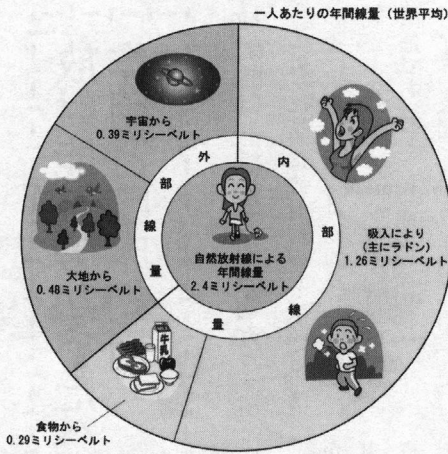 一人あたりの年間線量（世界平均）
宇宙から
0.39ミリシーベルト
外部線量
内部線量
自然放射線による
年間線量
2.4ミリシーベルト
吸入により
（主にラドン）
1.26ミリシーベルト
大地から
0.48ミリシーベルト
牛乳
食物から
0.29ミリシーベルト